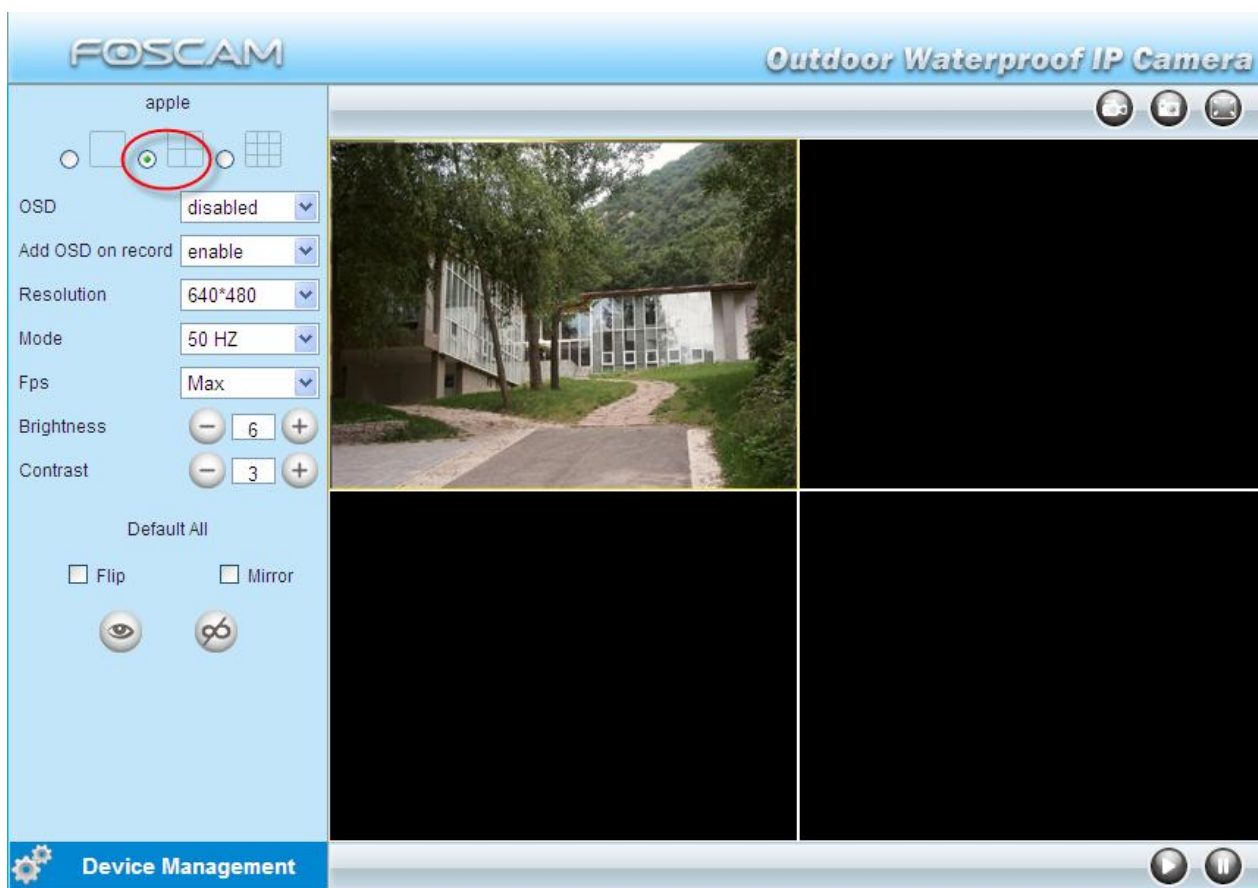 FOSCAM
Outdoor Waterproof IP Camera
apple
OSD disabled
Add OSD on record enable
Resolution 640*480
Mode 50 HZ
Fps Max
Brightness 6
Contrast 3
Default All
Flip Mirror
Device Management